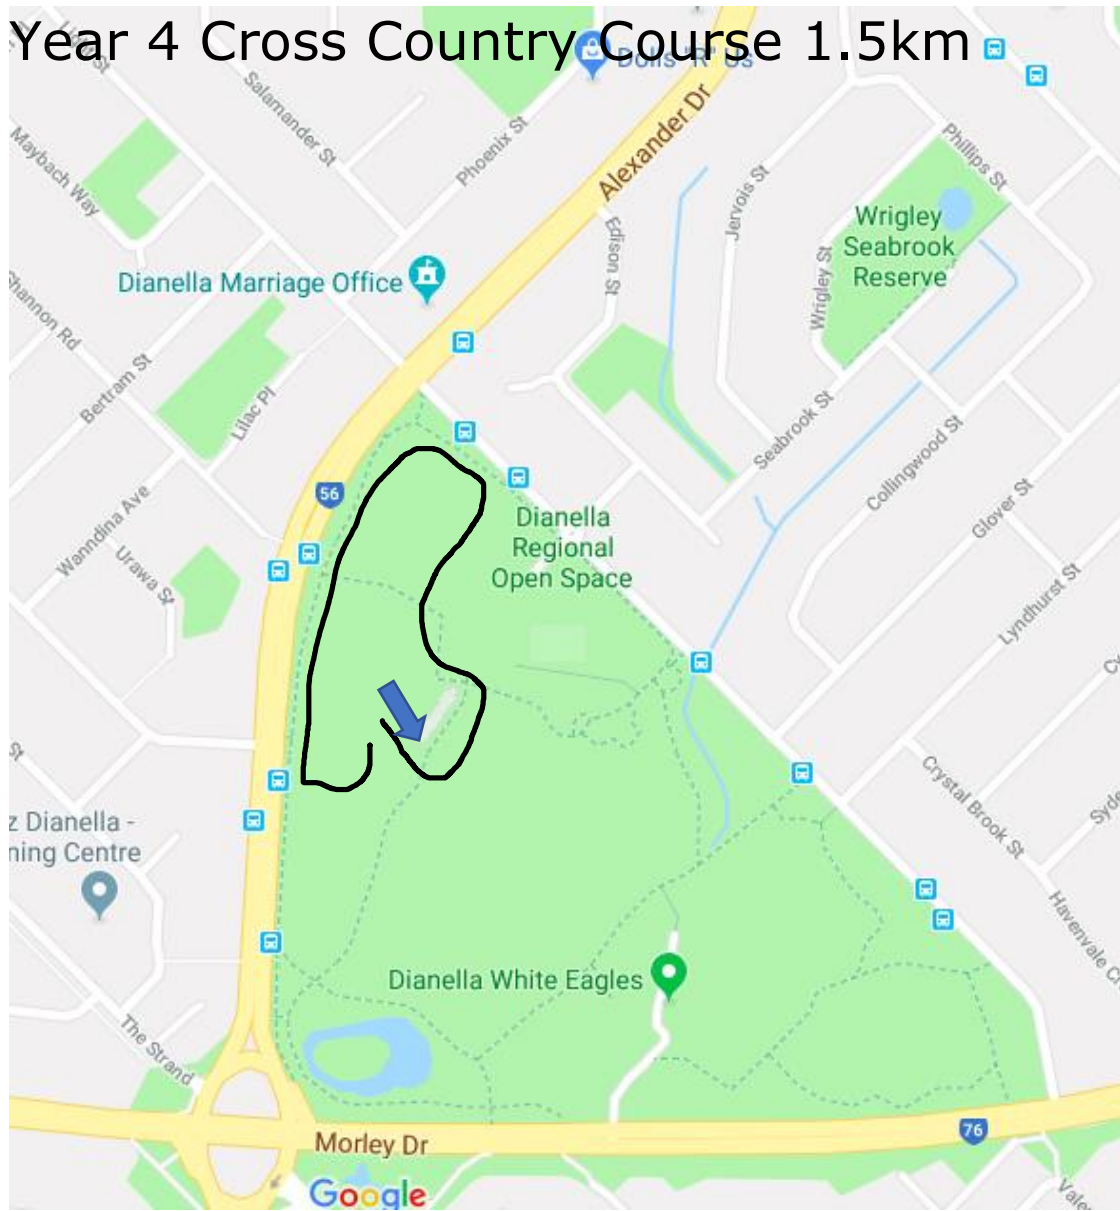 Year 4 Cross Country Course 1.5km
Dolls 'R' Us
Salamander St
Phoenix St
Alexander Dr
Maybach Way
Phillips St
Jervois St
Wrigley
Seabrook
Reserve
Edison St
Wrigley St
Dianella Marriage Office
Shannon Rd
Bertram St
Lilac Pl
Seabrook St
Collingwood St
56
Glover St
Dianella
Regional
Open Space
Wanndina Ave
Urawa St
Lyndhurst St
St
Crystal Brook St
z Dianella -
ning Centre
Havenvale C
Dianella White Eagles
The Strand
Morley Dr
76
Google